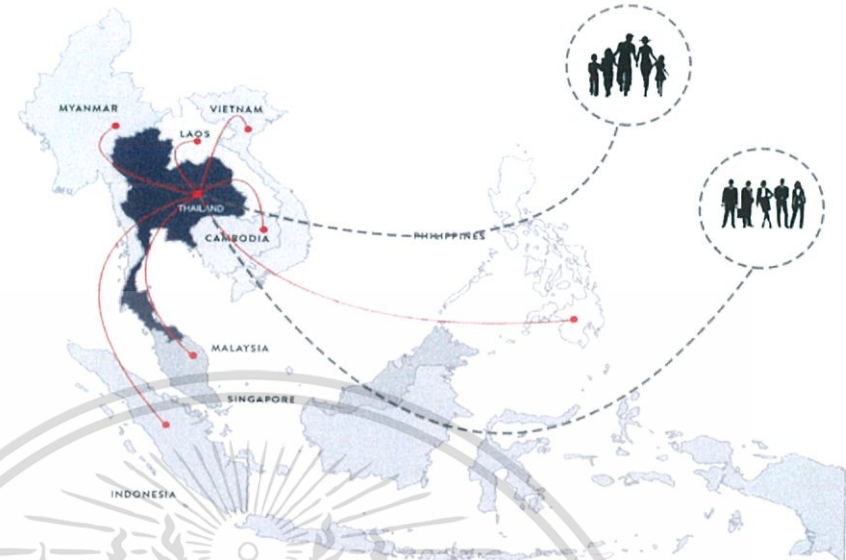 MYANMAR
VIETNAM
LAOS
THAILAND
CAMBODIA
PHILIPPINES
MALAYSIA
SINGAPORE
INDONESIA